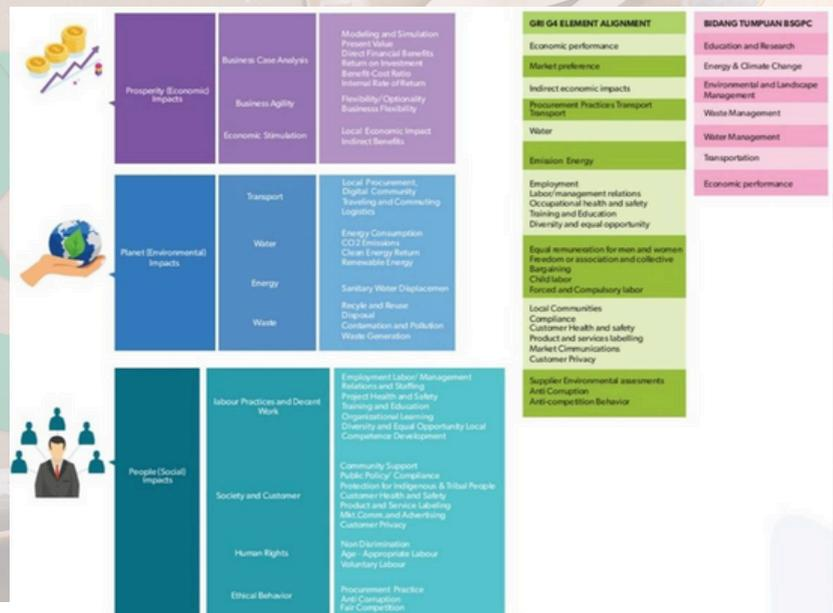 Prosperity (Economic)
Impacts
Business Case Analysis
Business Agility
Economic Stimulation
Modeling and Simulation
Present Value
Direct Financial Benefits
Return on Investment
Benefit-Cost Ratio
Internal Rate of Return
Flexibility/Optionality
Businesss Flexibility
Local Economic Impact
Indirect Benefits
Planet (Environmental)
Impacts
Transport
Water
Energy
Waste
Local Procurement,
Digital Community
Traveling and Commuting
Logistics
Energy Consumption
CO2 Emissions
Clean Energy Return
Renewable Energy
Sanitary Water Displacemen
Recyle and Reuse
Disposal
Contamation and Pollution
Waste Generation
People (Social)
Impacts
labour Practices and Decent
Work
Society and Customer
Human Rights
Ethical Behavior
Employment Labor/ Management
Relations and Staffing
Project Health and Safety
Training and Education
Organizational Learning
Diversity and Equal Opportunity Local
Competence Development
Community Support
Public Policy/ Compliance
Protection for Indigenous & Tribal People
Customer Health and Safety
Product and Service Labeling
Mkt.Comm.and Advertising
Customer Privacy
Non Disrimination
Age - Appropriate Labour
Voluntary Labour
Procurement Practice
Anti Corruption
Fair Competition
GRI G4 ELEMENT ALIGNMENT
Economic performance
Market preference
Indirect economic impacts
Procurement Practices Transport
Transport
Water
Emission Energy
Employment
Labor/management relations
Occupational health and safety
Training and Education
Diversity and equal opportunity
Equal remuneration for men and women
Freedom or association and collective
Bargaining
Child labor
Forced and Compulsory labor
Local Communities
Compliance
Customer Health and safety
Product and services labelling
Market Cimmunications
Customer Privacy
Supplier Environmental assesments
Anti Corruption
Anti-competition Behavior
BIDANG TUMPUAN BSGPC
Education and Research
Energy & Climate Change
Environmental and Landscape
Management
Waste Management
Water Management
Transportation
Economic performance